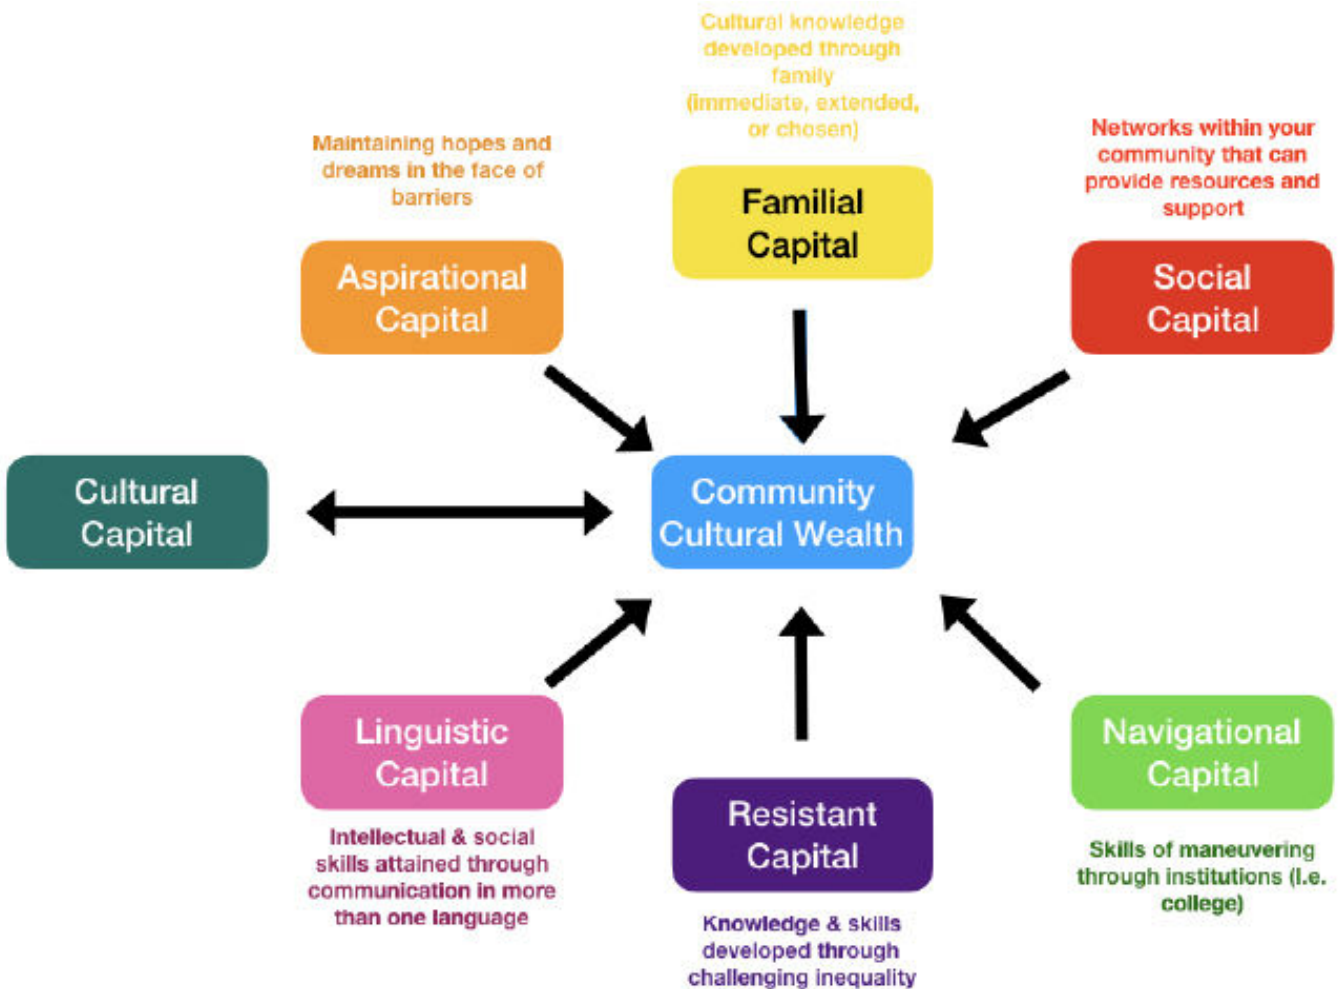 Cultural knowledge
developed through
family
(immediate, extended,
or chosen)
Familial
Capital
Maintaining hopes and
dreams in the face of
barriers
Aspirational
Capital
Networks within your
community that can
provide resources and
support
Social
Capital
Cultural
Capital
Community
Cultural Wealth
Linguistic
Capital
Intellectual & social
skills attained through
communication in more
than one language
Resistant
Capital
Knowledge & skills
developed through
challenging inequality
Navigational
Capital
Skills of maneuvering
through institutions (I.e.
college)